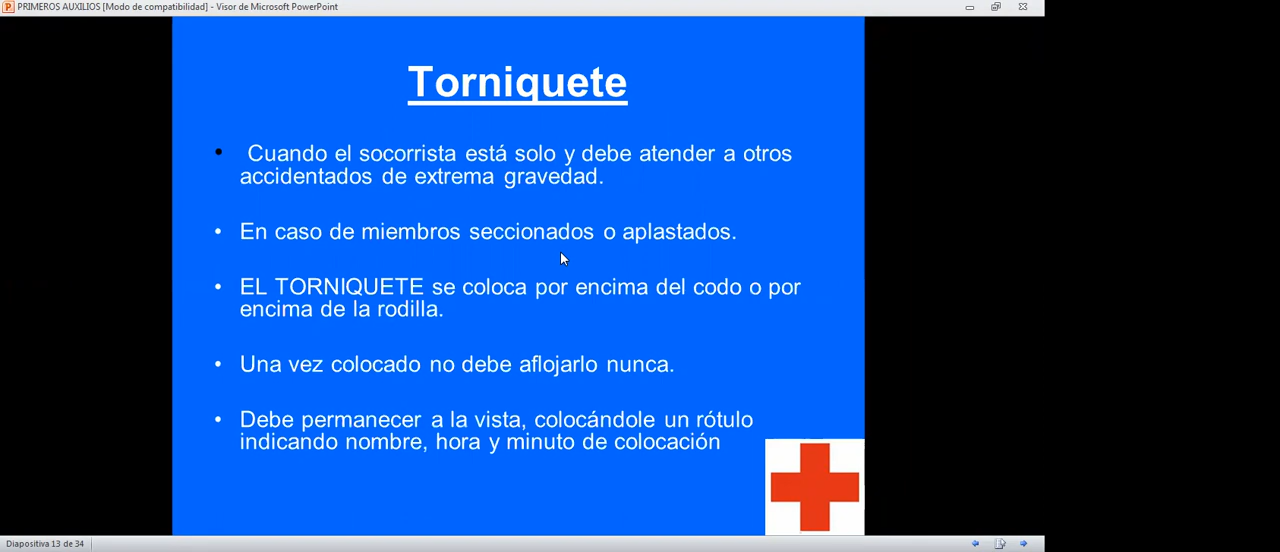 PRIMEROS AUXILIOS [Modo de compatibilidad] - Visor de Microsoft PowerPoint
Torniquete
• Cuando el socorrista está solo y debe atender a otros
accidentados de extrema gravedad.
• En caso de miembros seccionados o aplastados.
• EL TORNIQUETE se coloca por encima del codo o por
encima de la rodilla.
• Una vez colocado no debe aflojarlo nunca.
• Debe permanecer a la vista, colocándole un rótulo
indicando nombre, hora y minuto de colocación
Diapositiva 13 de 34